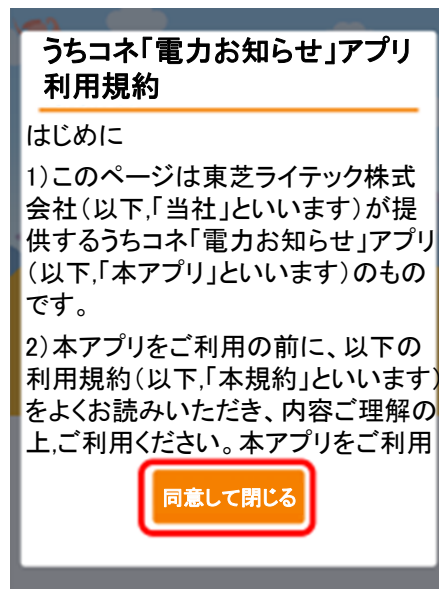 うちコネ「電力お知らせ」アプリ
利用規約
はじめに
1)このページは東芝ライテック株式
会社(以下,「当社」といいます)が提
供するうちコネ「電力お知らせ」アプリ
(以下,「本アプリ」といいます)のもの
です。
2)本アプリをご利用の前に、以下の
利用規約(以下,「本規約」といいます)
をよくお読みいただき、内容ご理解の
上,ご利用ください。本アプリをご利用
同意して閉じる